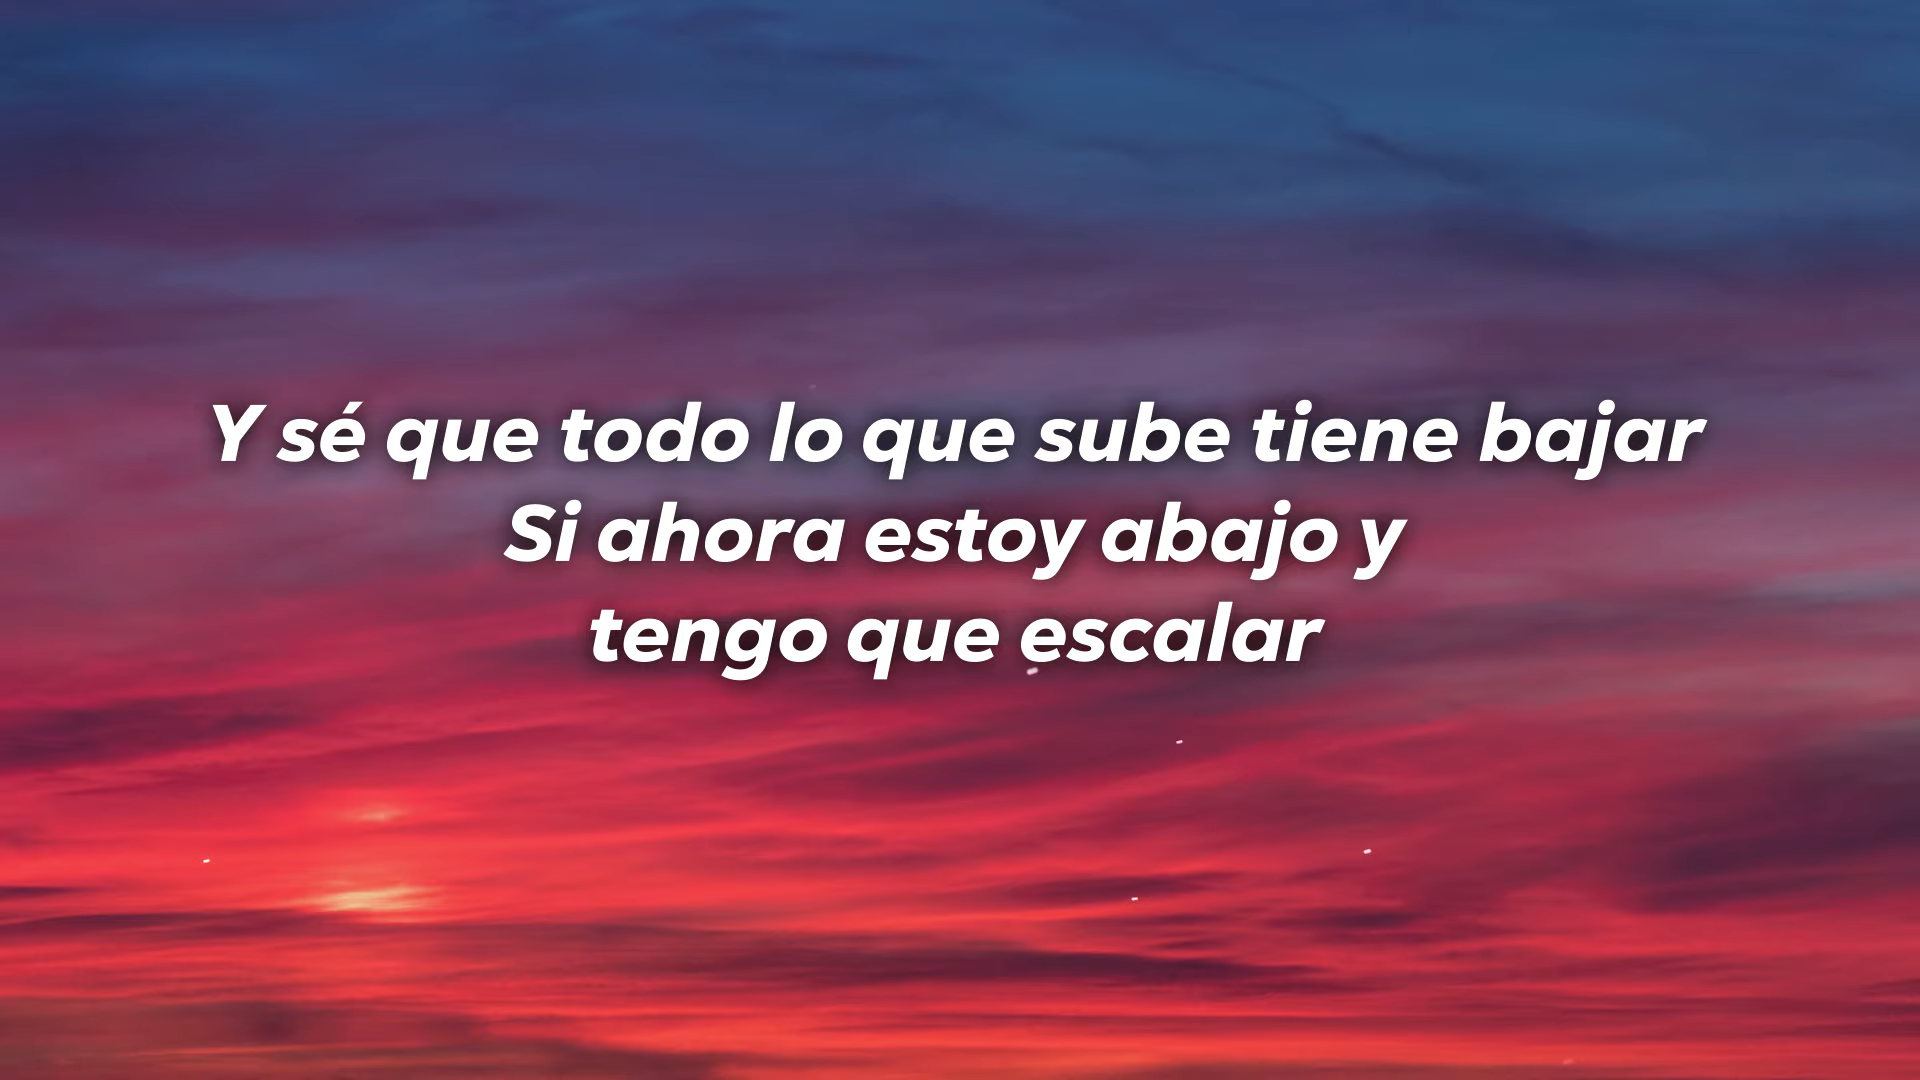 Y sé que todo lo que sube tiene bajar
Si ahora estoy abajo y
tengo que escalar